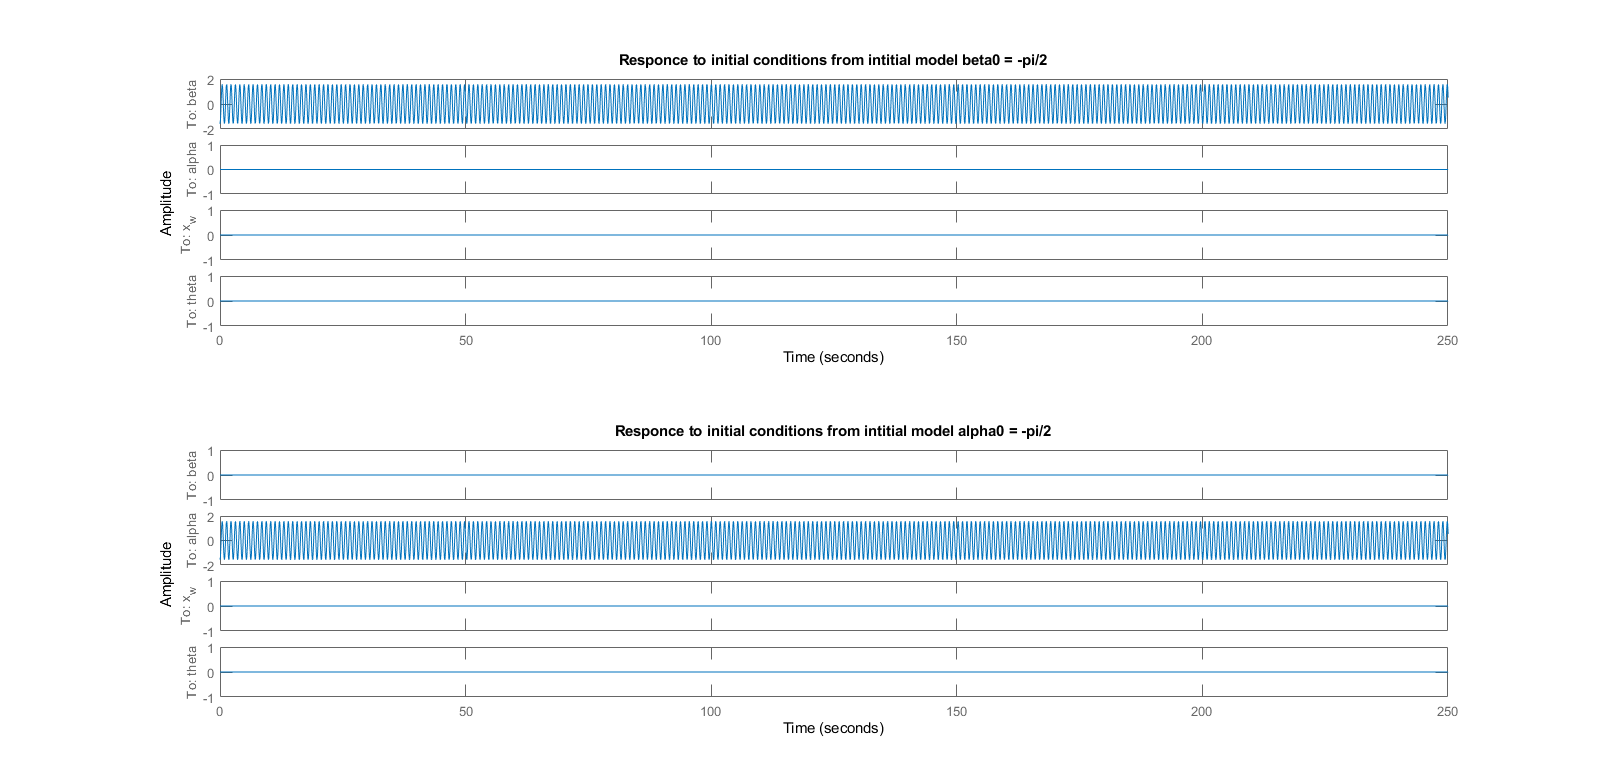 Responce to initial conditions from intitial model beta0 = -pi/2
Amplitude
To: beta
2
0
-2
To: alpha
1
0
-1
To: x_w
1
0
-1
To: theta
1
0
-1
0 50 100 150 200 250
Time (seconds)
Responce to initial conditions from intitial model alpha0 = -pi/2
Amplitude
To: beta
1
0
-1
To: alpha
2
0
-2
To: x_w
1
0
-1
To: theta
1
0
-1
0 50 100 150 200 250
Time (seconds)